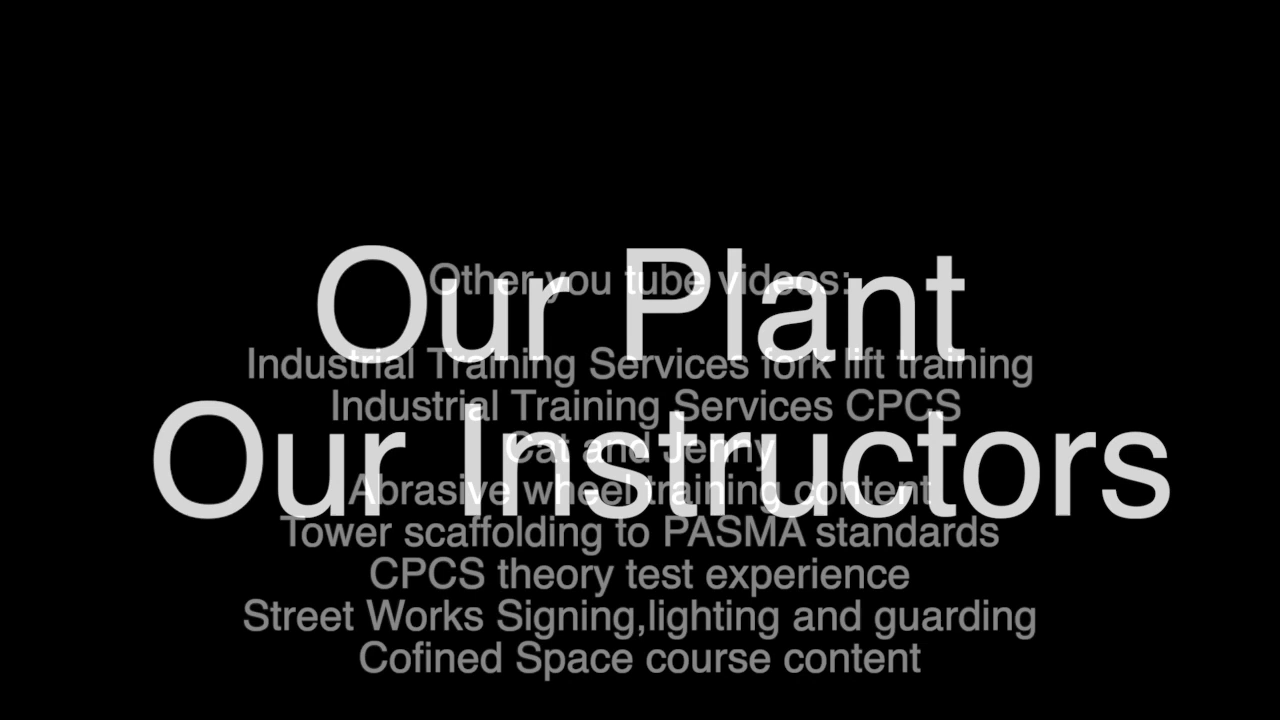 Our Plant
Our Instructors
Other you tube videos:
Industrial Training Services fork lift training
Industrial Training Services CPCS
Cat and Jenny
Abrasive wheel training content
Tower scaffolding to PASMA standards
CPCS theory test experience
Street Works Signing,lighting and guarding
Cofined Space course content